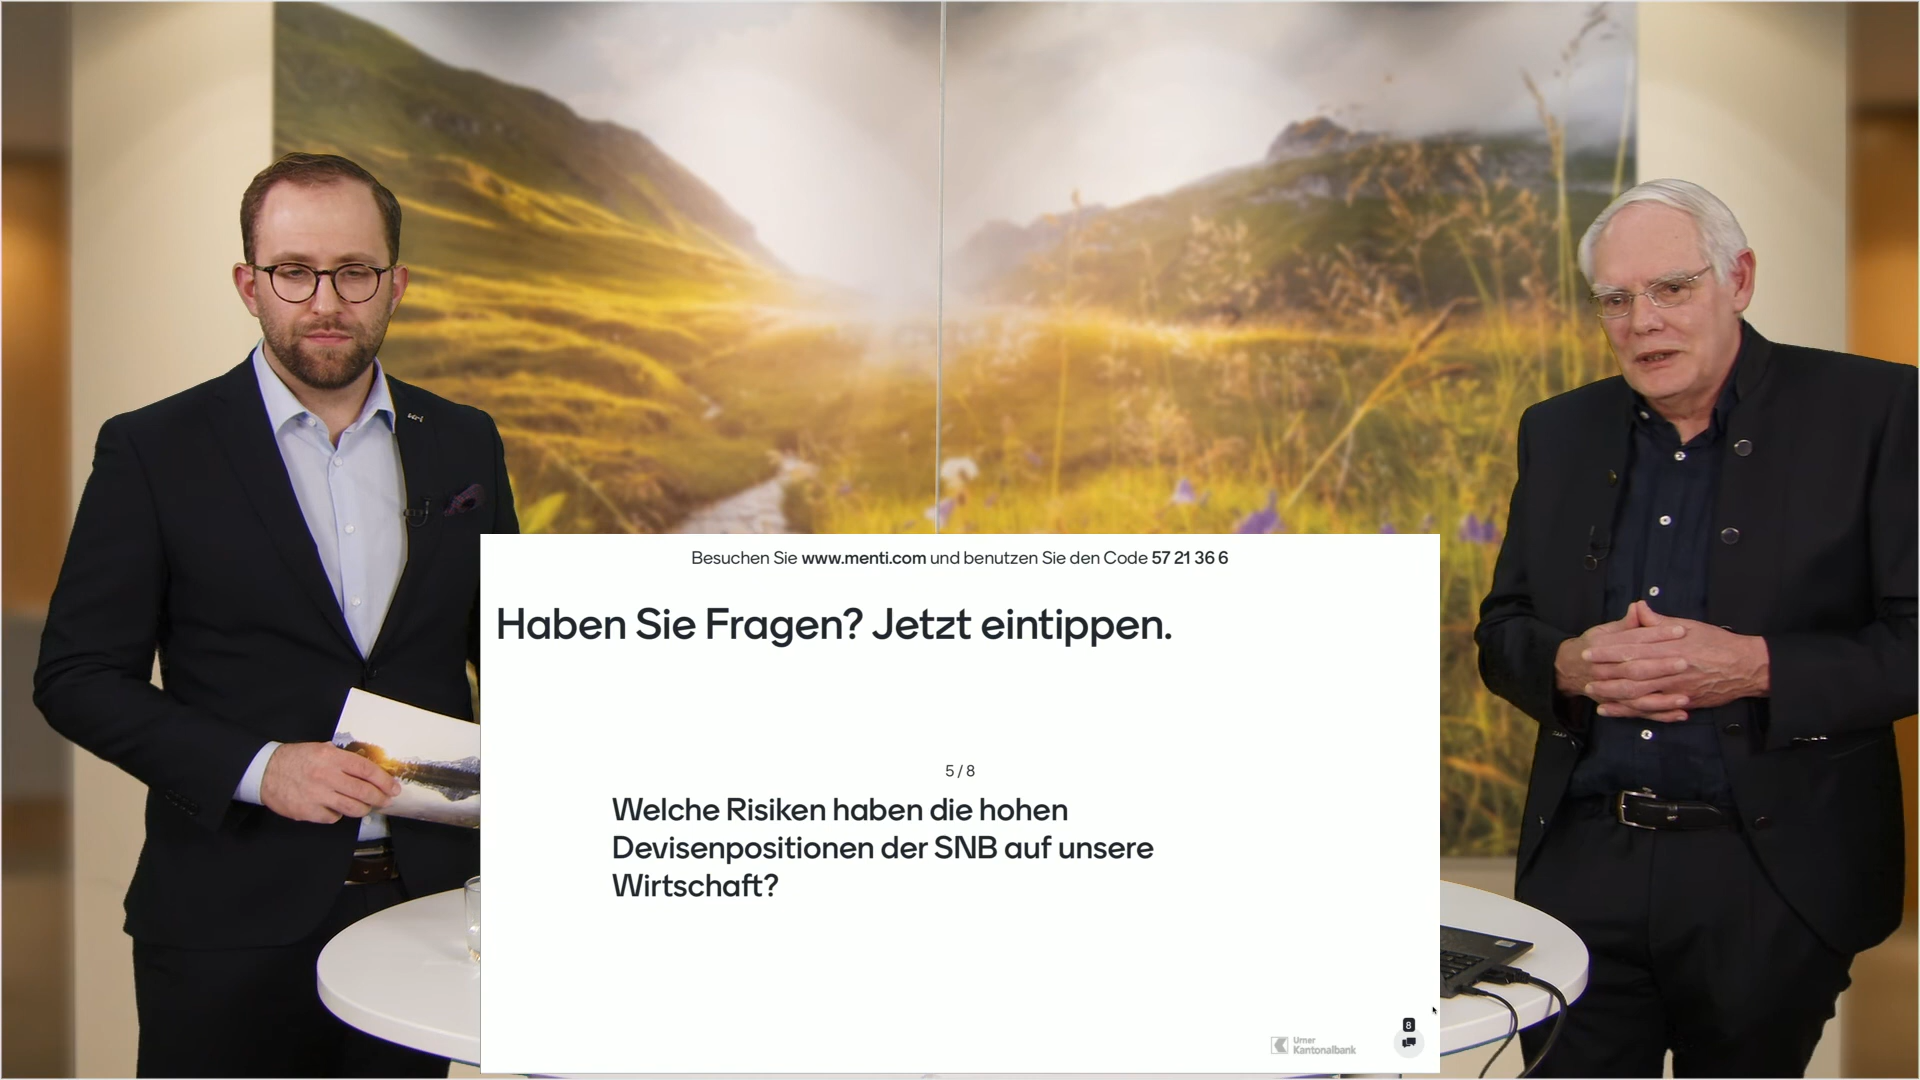 Besuchen Sie www.menti.com und benutzen Sie den Code 57 21 36 6
Haben Sie Fragen? Jetzt eintippen.
5 / 8
Welche Risiken haben die hohen
Devisenpositionen der SNB auf unsere
Wirtschaft?
8
Urner
Kantonalbank